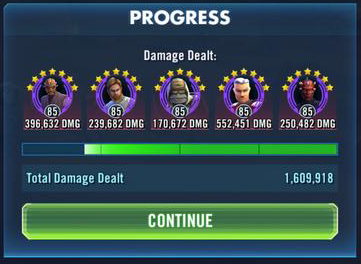 PROGRESS
Damage Dealt:
85 85 85 85 85
396,632 DMG 239,682 DMG 170,672 DMG 552,451 DMG 250,482 DMG
Total Damage Dealt 1,609,918
CONTINUE